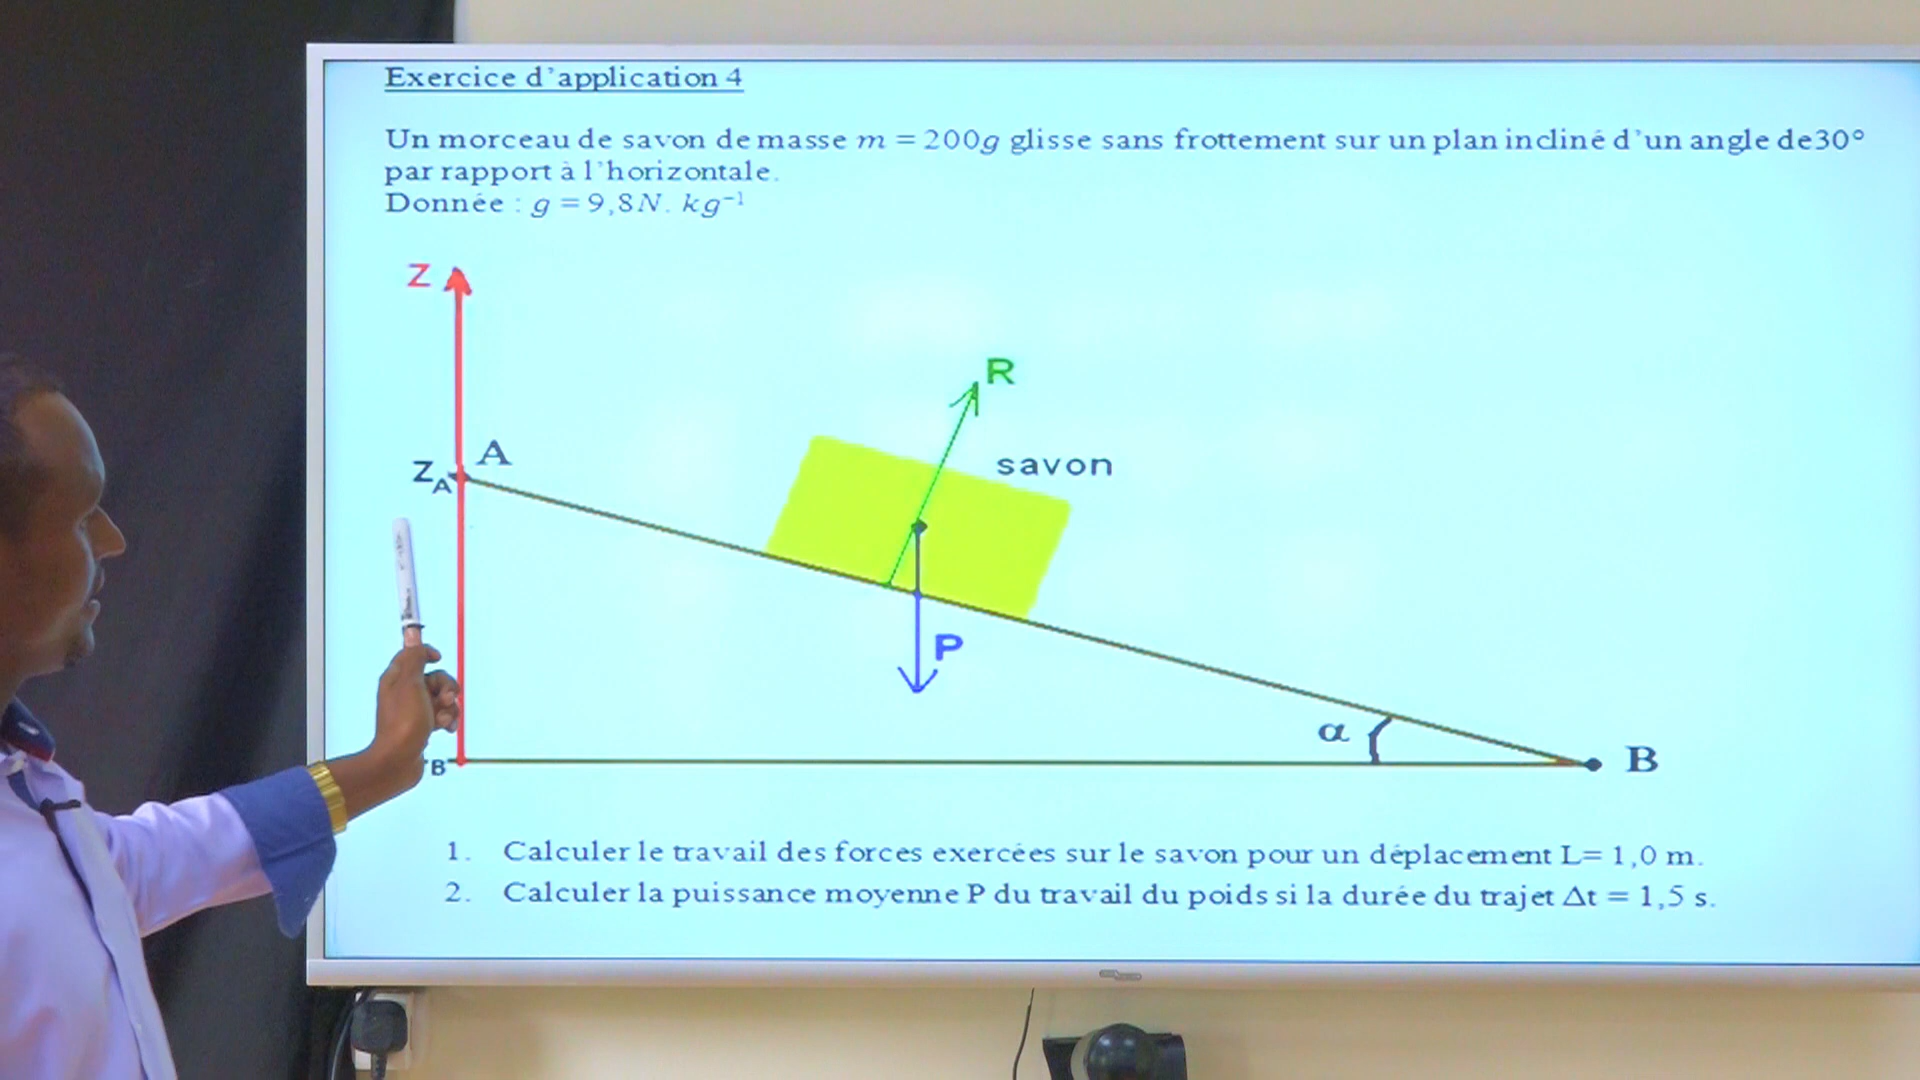 Exercice d'application 4
Un morceau de savon de masse m = 200g glisse sans frottement sur un plan incliné d'un angle de30°
par rapport à l'horizontale.
Donnée : g = 9,8N. kg⁻¹
Z
R
A
savon
Z_A
P
α
B
B
1. Calculer le travail des forces exercées sur le savon pour un déplacement L= 1,0 m.
2. Calculer la puissance moyenne P du travail du poids si la durée du trajet Δt = 1,5 s.